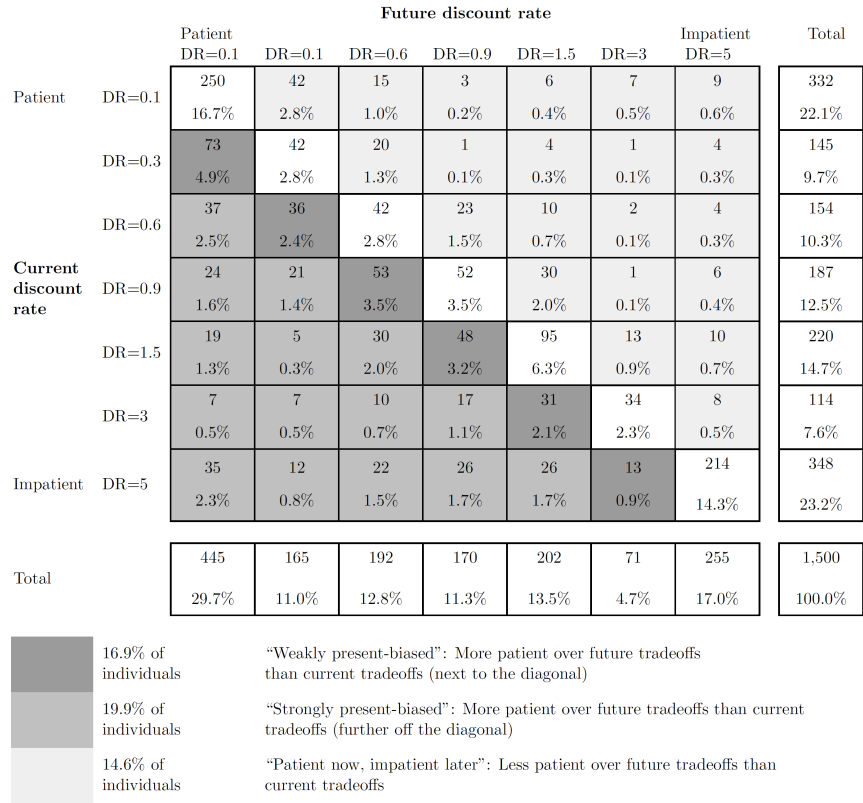 Future discount rate
Patient Impatient Total
DR=0.1 DR=0.1 DR=0.6 DR=0.9 DR=1.5 DR=3 DR=5
250 42 15 3 6 7 9 332
Patient DR=0.1
16.7% 2.8% 1.0% 0.2% 0.4% 0.5% 0.6% 22.1%
73 42 20 1 4 1 4 145
DR=0.3
4.9% 2.8% 1.3% 0.1% 0.3% 0.1% 0.3% 9.7%
37 36 42 23 10 2 4 154
DR=0.6
2.5% 2.4% 2.8% 1.5% 0.7% 0.1% 0.3% 10.3%
Current
discount
rate
24 21 53 52 30 1 6 187
DR=0.9
1.6% 1.4% 3.5% 3.5% 2.0% 0.1% 0.4% 12.5%
19 5 30 48 95 13 10 220
DR=1.5
1.3% 0.3% 2.0% 3.2% 6.3% 0.9% 0.7% 14.7%
7 7 10 17 31 34 8 114
DR=3
0.5% 0.5% 0.7% 1.1% 2.1% 2.3% 0.5% 7.6%
35 12 22 26 26 13 214 348
Impatient DR=5
2.3% 0.8% 1.5% 1.7% 1.7% 0.9% 14.3% 23.2%
445 165 192 170 202 71 255 1,500
Total
29.7% 11.0% 12.8% 11.3% 13.5% 4.7% 17.0% 100.0%
16.9% of
individuals
“Weakly present-biased”: More patient over future tradeoffs
than current tradeoffs (next to the diagonal)
19.9% of
individuals
“Strongly present-biased”: More patient over future tradeoffs than current
tradeoffs (further off the diagonal)
14.6% of
individuals
“Patient now, impatient later”: Less patient over future tradeoffs than
current tradeoffs